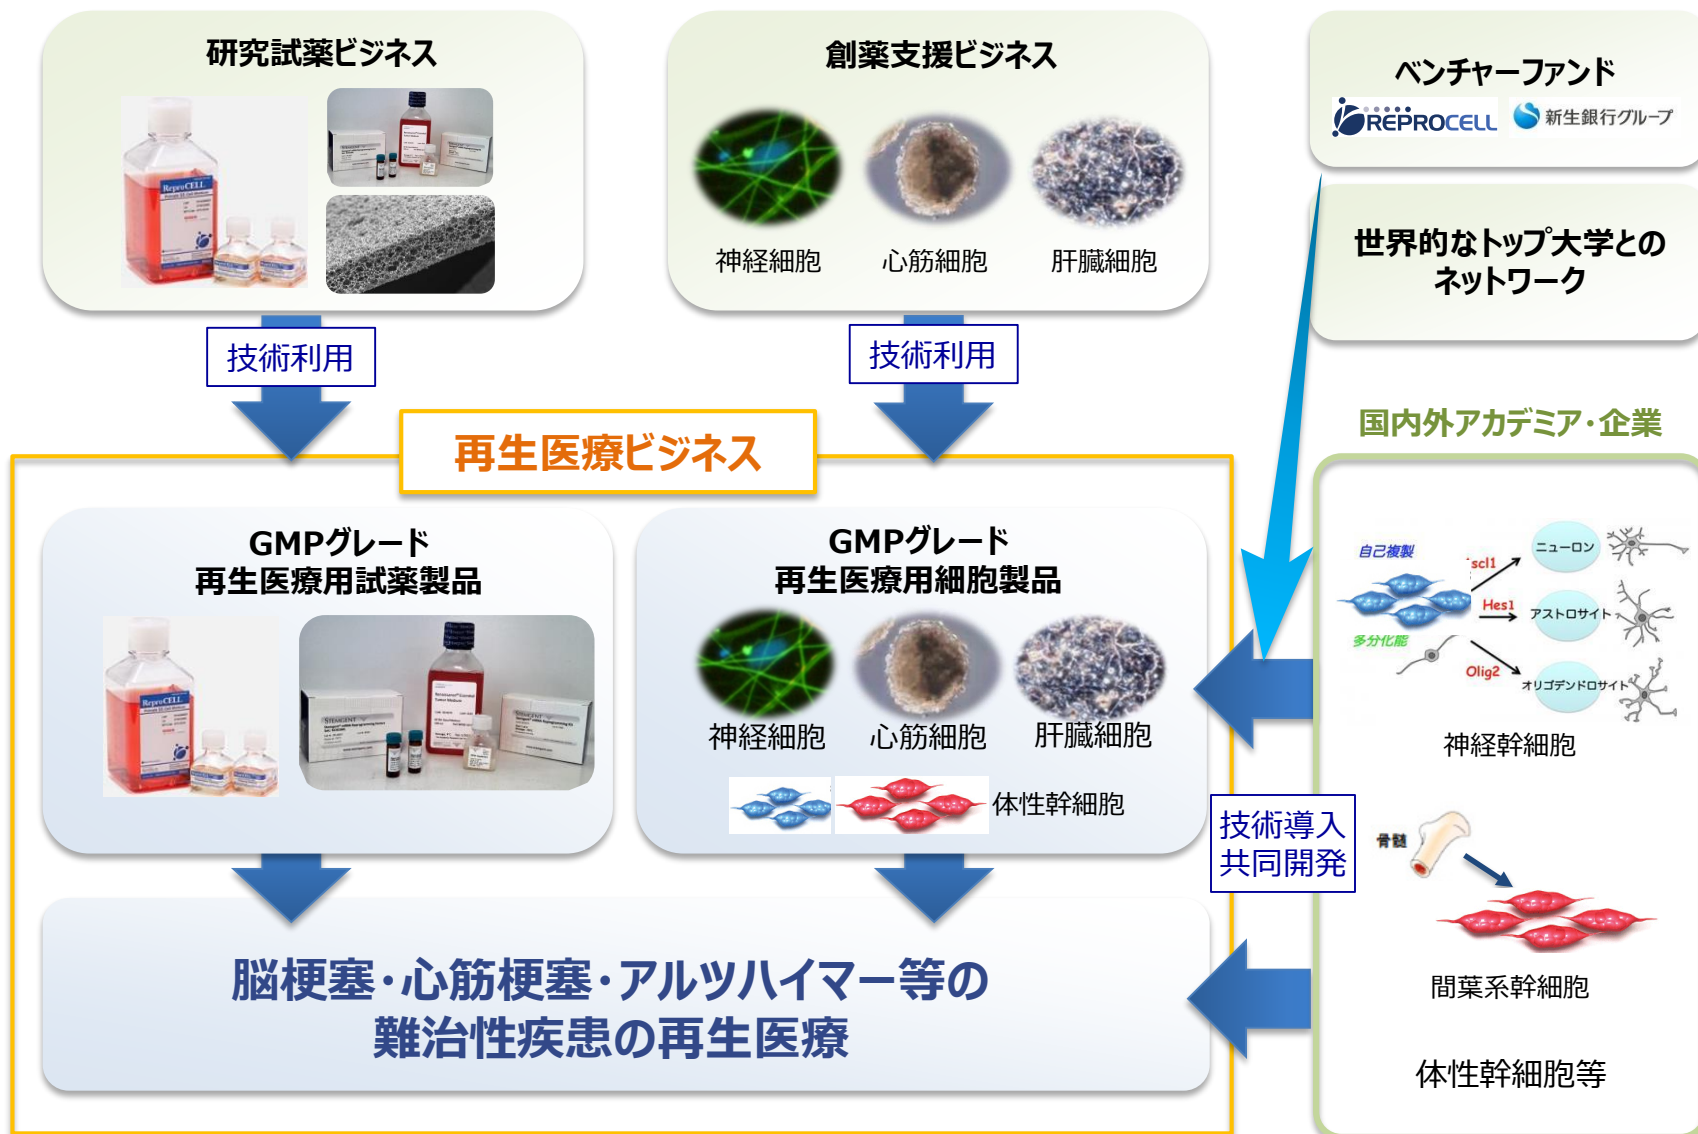 研究試薬ビジネス
ReproCELL
創薬支援ビジネス
神経細胞
心筋細胞
肝臓細胞
ベンチャーファンド
REPROCELL
新生銀行グループ
世界的なトップ大学との
ネットワーク
技術利用
技術利用
再生医療ビジネス
GMPグレード
再生医療用試薬製品
ReproCELL
STEMGENT
STEMGENT
GMPグレード
再生医療用細胞製品
神経細胞
心筋細胞
肝臓細胞
体性幹細胞
国内外アカデミア・企業
自己複製
多分化能
scl1
Hes1
Olig2
ニューロン
アストロサイト
オリゴデンドロサイト
神経幹細胞
技術導入
共同開発
骨髄
間葉系幹細胞
体性幹細胞等
脳梗塞・心筋梗塞・アルツハイマー等の
難治性疾患の再生医療